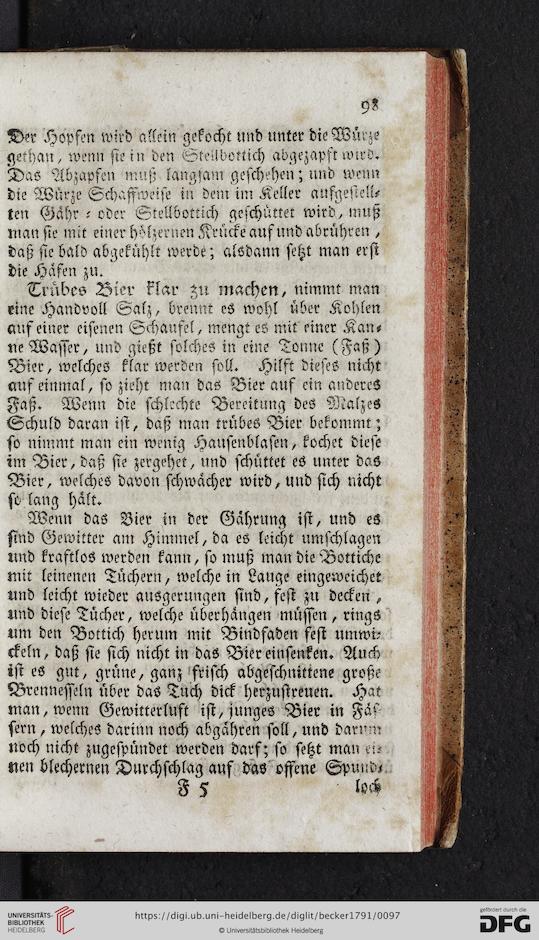 98
Der Hopfen wird allein gekocht und unter die Würze
gethan, wenn sie in den Stellbottich abgezapft wird.
Das Abzapfen muß langsam geschehen; und wenn
die Würze Schaffweise in dem im Keller aufgestell-
ten Gähr- oder Stellbottich geschüttet wird, muß
man sie mit einer hölzernen Krücke auf und abrühren,
daß sie bald abgekühlt werde; alsdann setzt man erst
die Häfen zu.
Trübes Bier klar zu machen, nimmt man
eine Handvoll Salz, brennt es wohl über Kohlen
auf einer eisenen Schaufel, mengt es mit einer Kan-
ne Wasser, und gießt solches in eine Tonne (Faß)
Bier, welches klar werden soll. Hilft dieses nicht
auf einmal, so zieht man das Bier auf ein anderes
Faß. Wenn die schlechte Bereitung des Malzes
Schuld daran ist, daß man trübes Bier bekommt;
so nimmt man ein wenig Hausenblasen, kochet diese
im Bier, daß sie zergehet, und schüttet es unter das
Bier, welches davon schwächer wird, und sich nicht
so lang hält.
Wenn das Bier in der Gährung ist, und es
sind Gewitter am Himmel, da es leicht umschlagen
und kraftlos werden kann, so muß man die Bottiche
mit leinenen Tüchern, welche in Lauge eingeweichet
und leicht wieder ausgerungen sind, fest zu decken,
und diese Tücher, welche überhängen müssen, rings
um den Bottich herum mit Bindfaden fest umwi-
ckeln, daß sie sich nicht in das Bier einsenken. Auch
ist es gut, grüne, ganz frisch abgeschnittene große
Brennesseln über das Tuch dick herzustreuen. Hat
man, wenn Gewitterluft ist, junges Bier in Fäs-
sern, welches darinn noch abgähren soll, und darum
noch nicht zugespündet werden darf; so setzt man ei-
nen blechernen Durchschlag auf das offene Spund-
F 5 loch
UNIVERSITÄTS-
BIBLIOTHEK
HEIDELBERG
https://digi.ub.uni-heidelberg.de/diglit/becker1791/0097
© Universitätsbibliothek Heidelberg
gefördert durch die
DFG